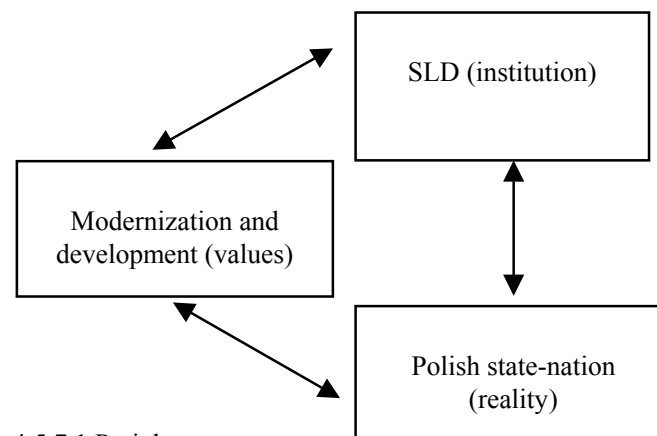 SLD (institution)
Modernization and
development (values)
Polish state-nation
(reality)